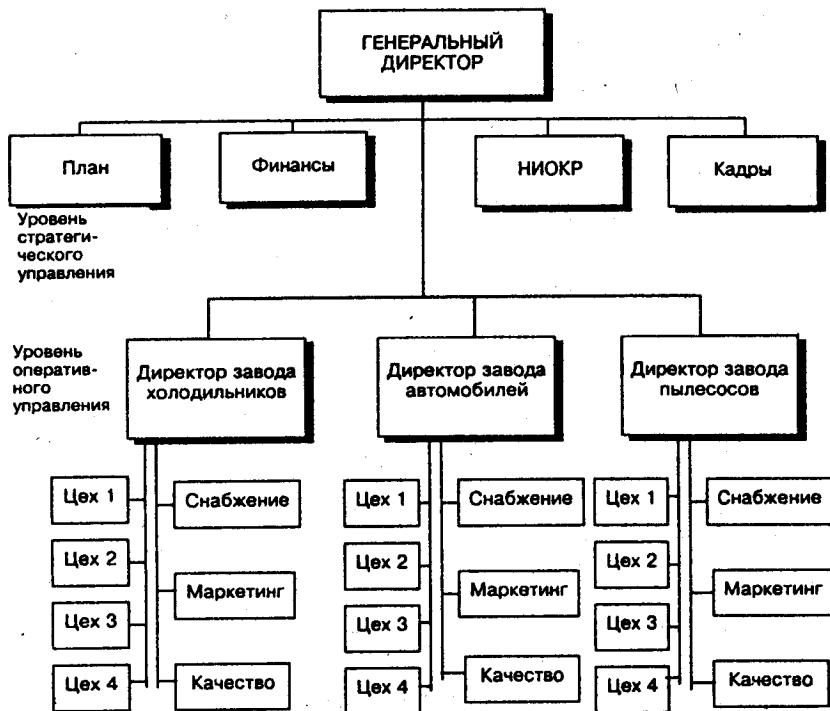 ГЕНЕРАЛЬНЫЙ
ДИРЕКТОР
План
Финансы
НИОКР
Кадры
Уровень
стратеги-
ческого
управления
Уровень
оператив-
ного
управления
Директор завода
холодильников
Директор завода
автомобилей
Директор завода
пылесосов
Цех 1
Снабжение
Цех 2
Маркетинг
Цех 3
Цех 4
Качество
Цех 1
Снабжение
Цех 2
Маркетинг
Цех 3
Цех 4
Качество
Цех 1
Снабжение
Цех 2
Маркетинг
Цех 3
Цех 4
Качество